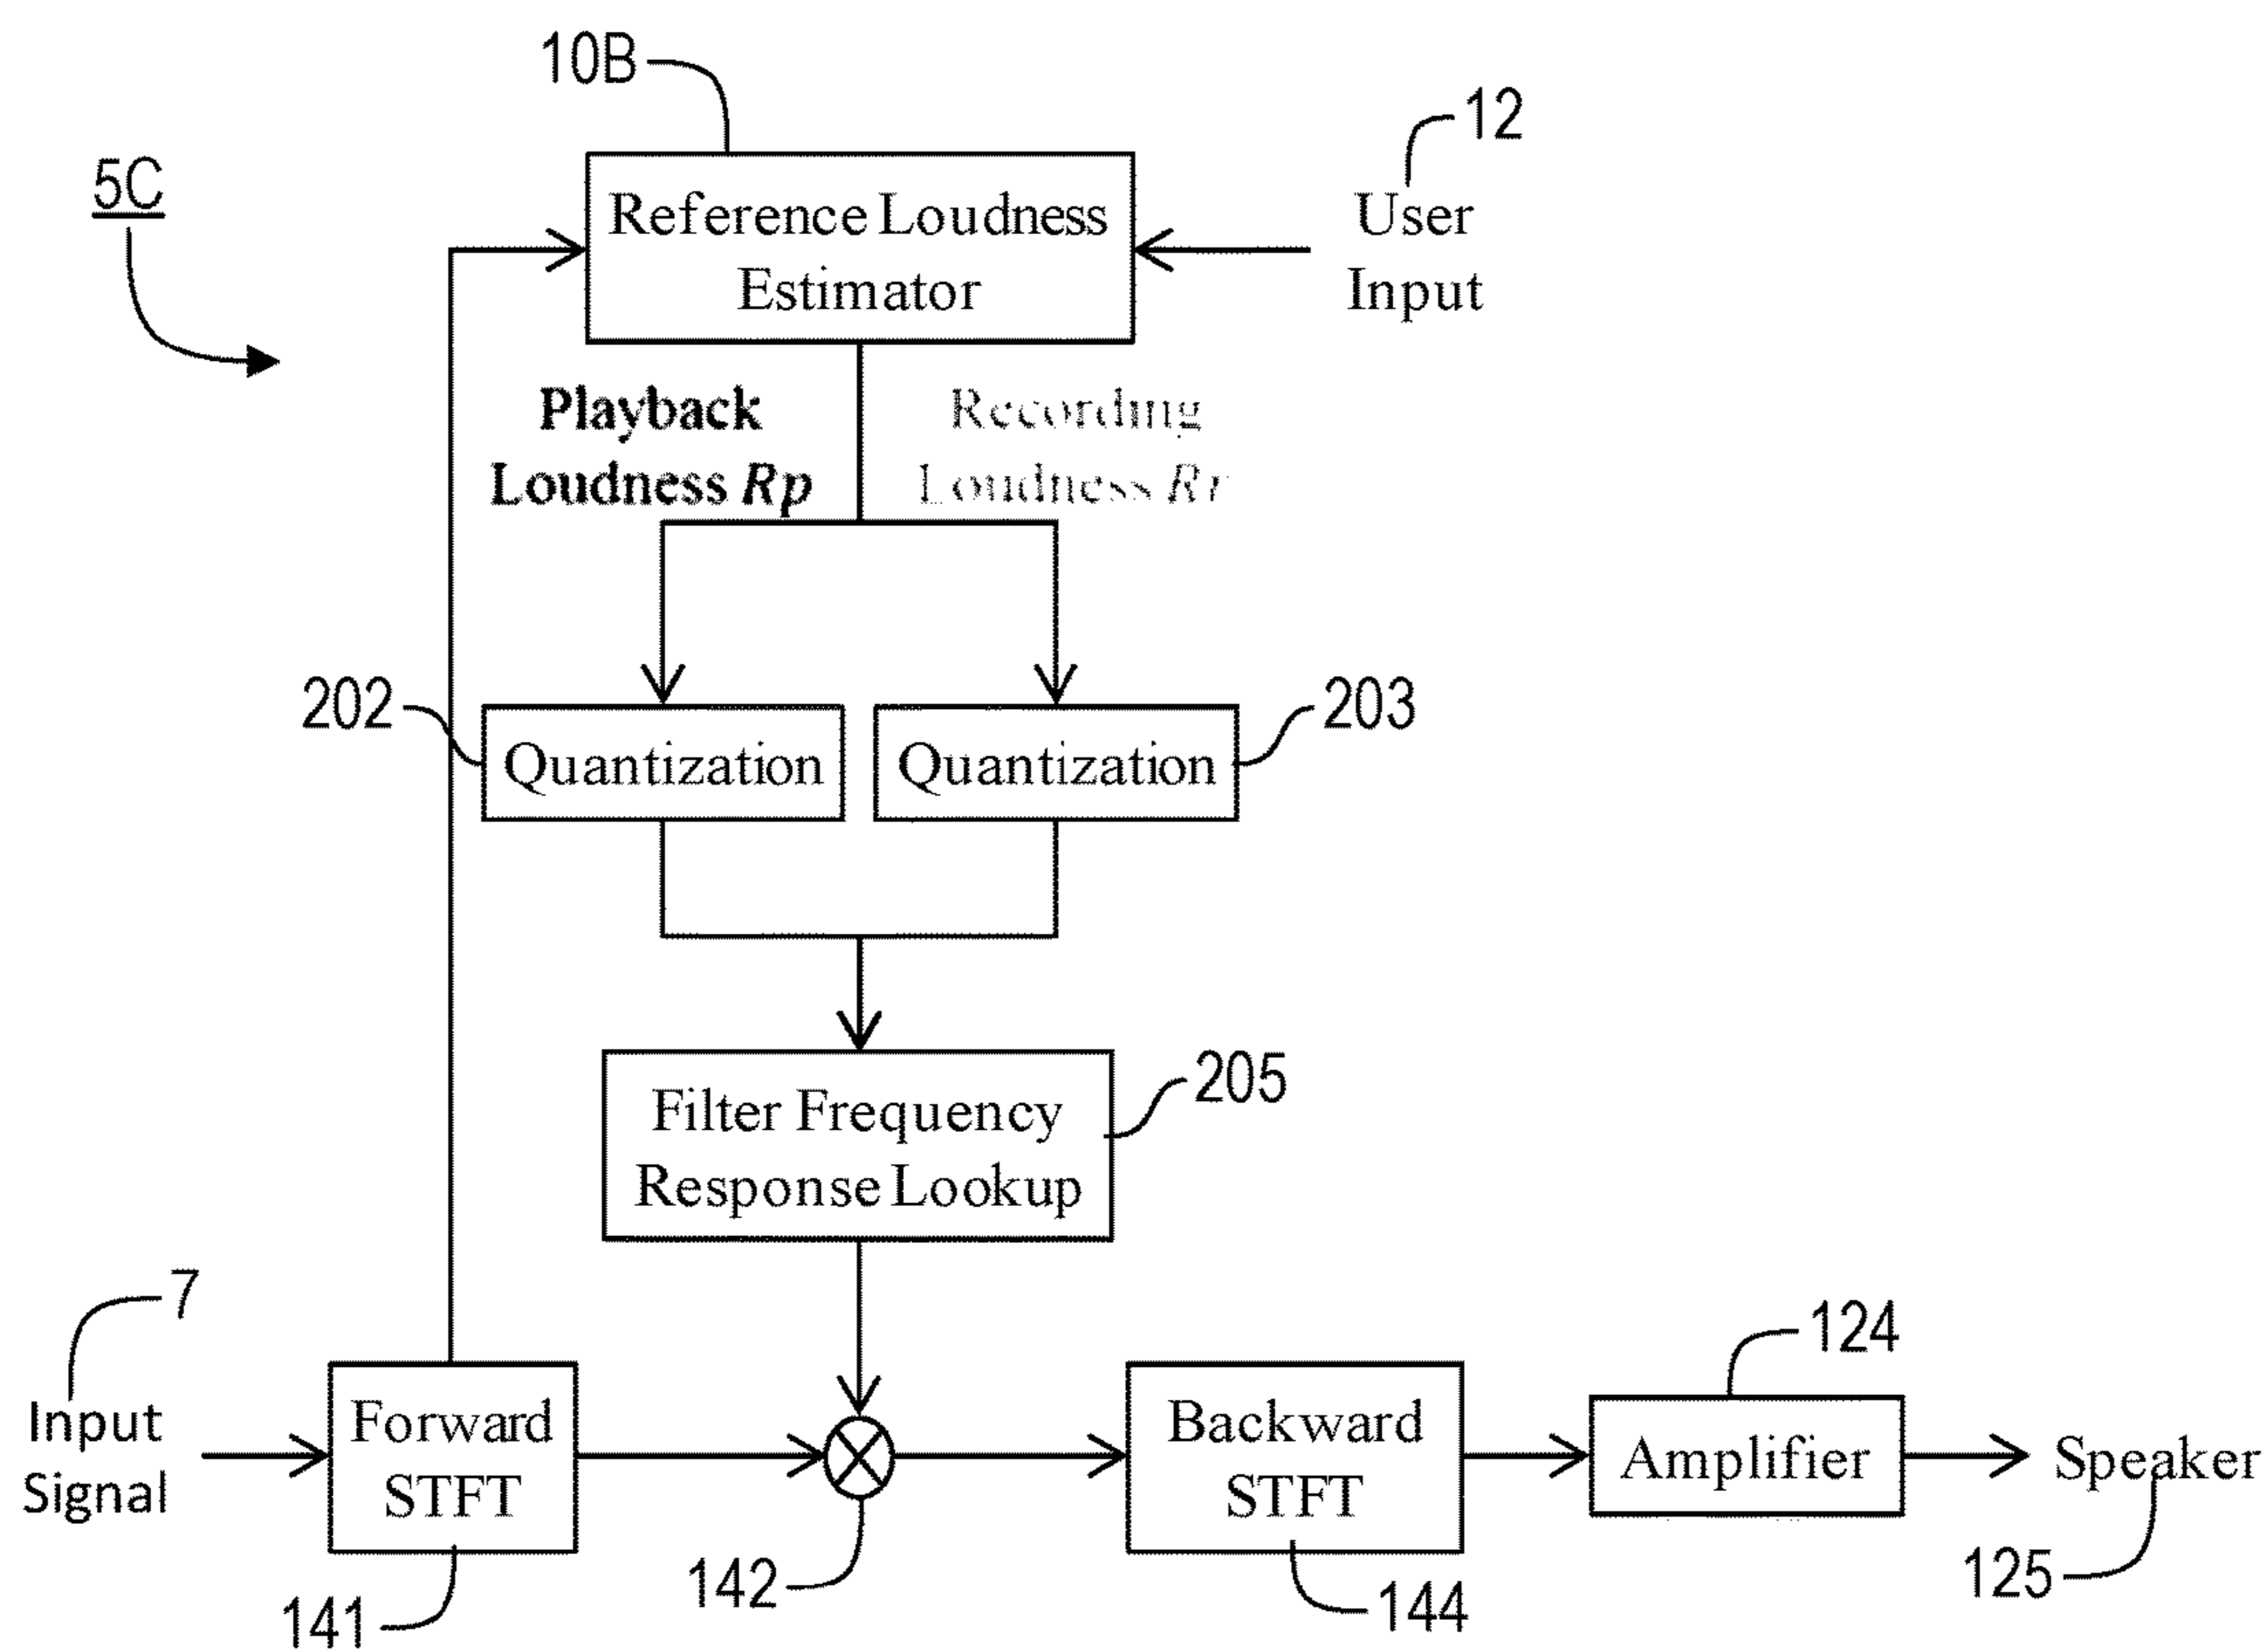 10B
12
5C
Reference Loudness
Estimator
User
Input
Playback
Loudness Rp
Recording
Loudness Rr
202
Quantization
Quantization
203
Filter Frequency
Response Lookup
205
7
Input
Signal
Forward
STFT
141
142
Backward
STFT
144
124
Amplifier
Speaker
125